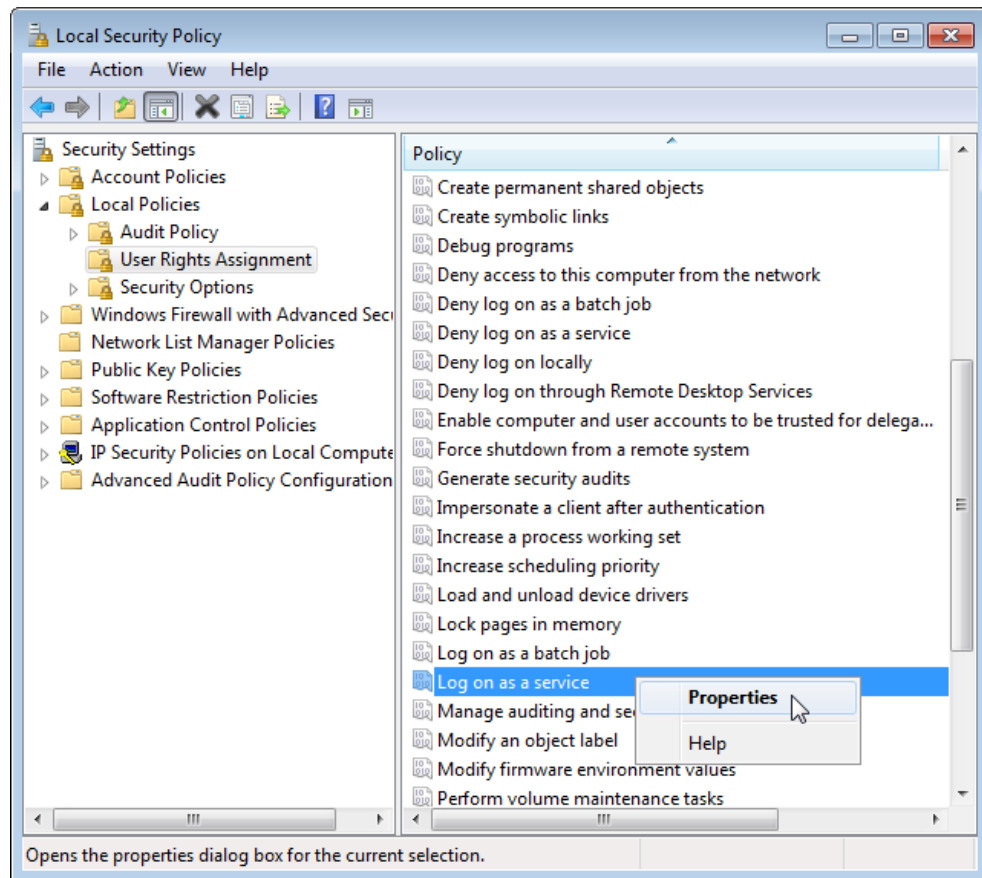 Local Security Policy
File Action View Help
Security Settings
Account Policies
Local Policies
Audit Policy
User Rights Assignment
Security Options
Windows Firewall with Advanced Secu
Network List Manager Policies
Public Key Policies
Software Restriction Policies
Application Control Policies
IP Security Policies on Local Compute
Advanced Audit Policy Configuration
Policy
Create permanent shared objects
Create symbolic links
Debug programs
Deny access to this computer from the network
Deny log on as a batch job
Deny log on as a service
Deny log on locally
Deny log on through Remote Desktop Services
Enable computer and user accounts to be trusted for delega...
Force shutdown from a remote system
Generate security audits
Impersonate a client after authentication
Increase a process working set
Increase scheduling priority
Load and unload device drivers
Lock pages in memory
Log on as a batch job
Log on as a service
Manage auditing and se
Modify an object label
Modify firmware environment values
Perform volume maintenance tasks
Properties
Help
Opens the properties dialog box for the current selection.